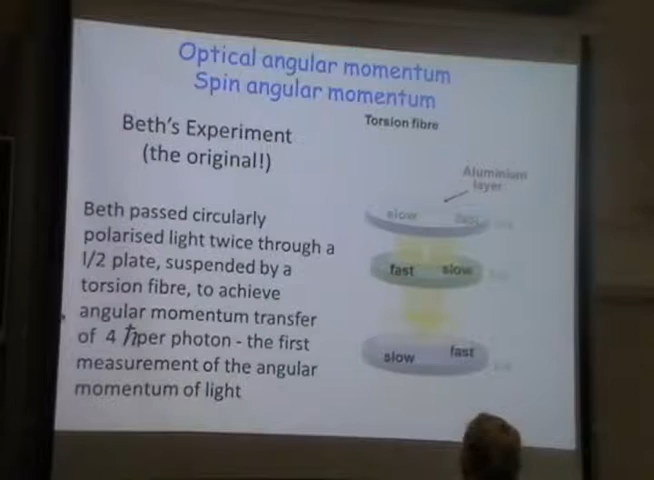 Optical angular momentum
Spin angular momentum
Beth's Experiment
(the original!)
Torsion fibre
Aluminium
layer
Beth passed circularly
polarised light twice through a
l/2 plate, suspended by a
torsion fibre, to achieve
angular momentum transfer
of 4 ℏper photon - the first
measurement of the angular
momentum of light
slow fast
fast slow
slow fast